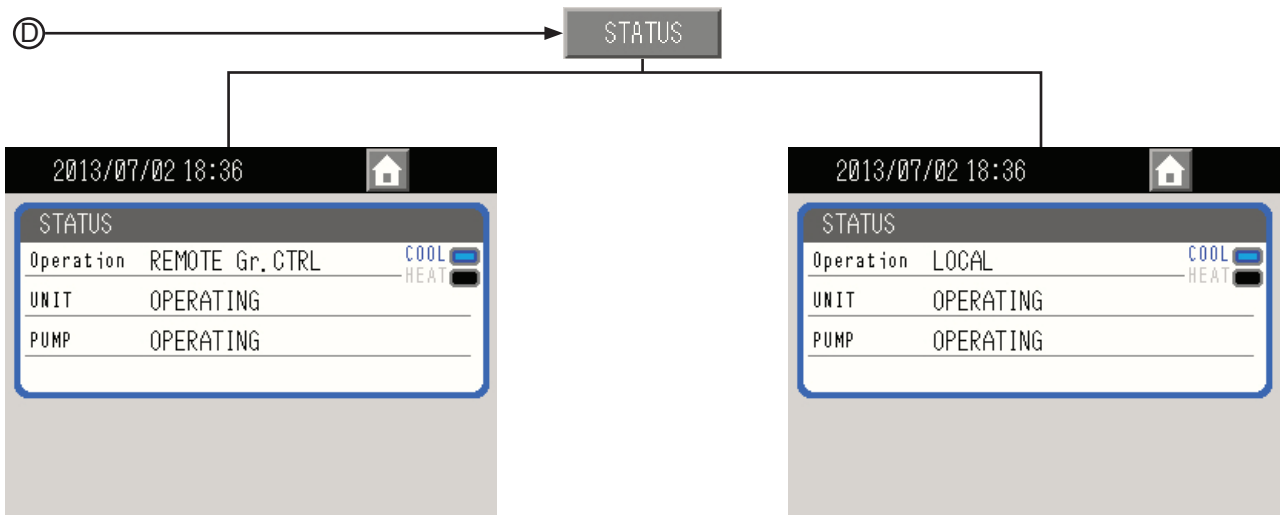 D
STATUS
2013/07/02 18:36
STATUS
Operation REMOTE Gr.CTRL COOL
HEAT
UNIT OPERATING
PUMP OPERATING
2013/07/02 18:36
STATUS
Operation LOCAL COOL
HEAT
UNIT OPERATING
PUMP OPERATING